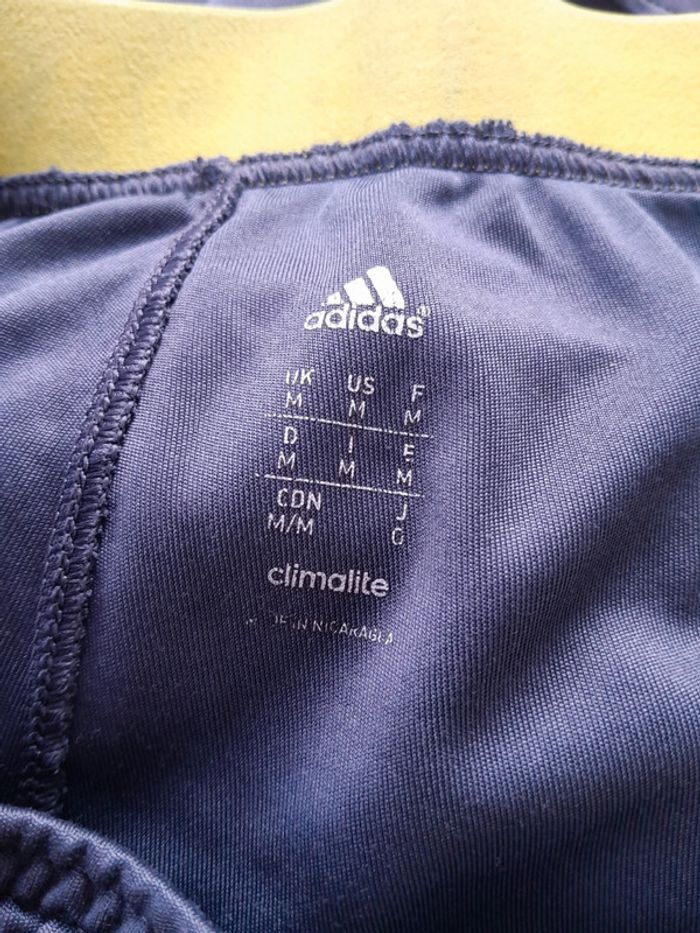 adidas®
UK US F
M M M
D I E
M M M
CDN J
M/M G
climalite
MADE IN NICARAGUA